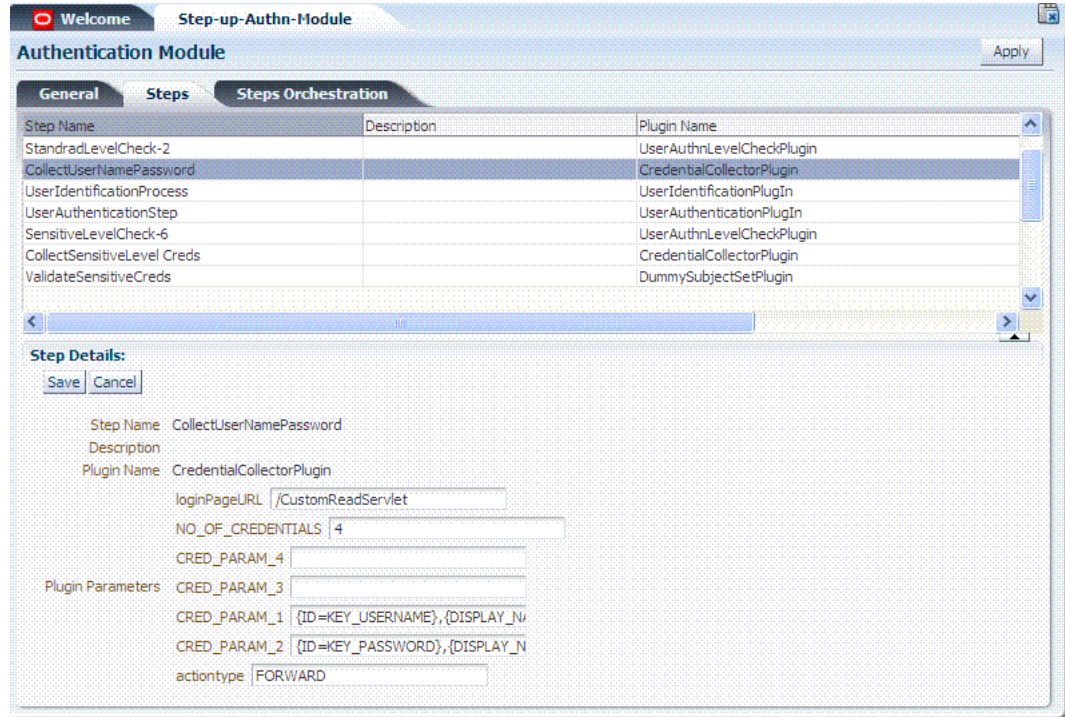 Welcome Step-up-Authn-Module
Authentication Module Apply
General Steps Steps Orchestration
Step Name Description Plugin Name
StandradLevelCheck-2 UserAuthnLevelCheckPlugin
CollectUserNamePassword CredentialCollectorPlugin
UserIdentificationProcess UserIdentificationPlugIn
UserAuthenticationStep UserAuthenticationPlugIn
SensitiveLevelCheck-6 UserAuthnLevelCheckPlugin
CollectSensitiveLevel Creds CredentialCollectorPlugin
ValidateSensitiveCreds DummySubjectSetPlugin
Step Details:
Save Cancel
Step Name CollectUserNamePassword
Description
Plugin Name CredentialCollectorPlugin
loginPageURL /CustomReadServlet
NO_OF_CREDENTIALS 4
CRED_PARAM_4
Plugin Parameters CRED_PARAM_3
CRED_PARAM_1 {ID=KEY_USERNAME},{DISPLAY_NA
CRED_PARAM_2 {ID=KEY_PASSWORD},{DISPLAY_N
actiontype FORWARD